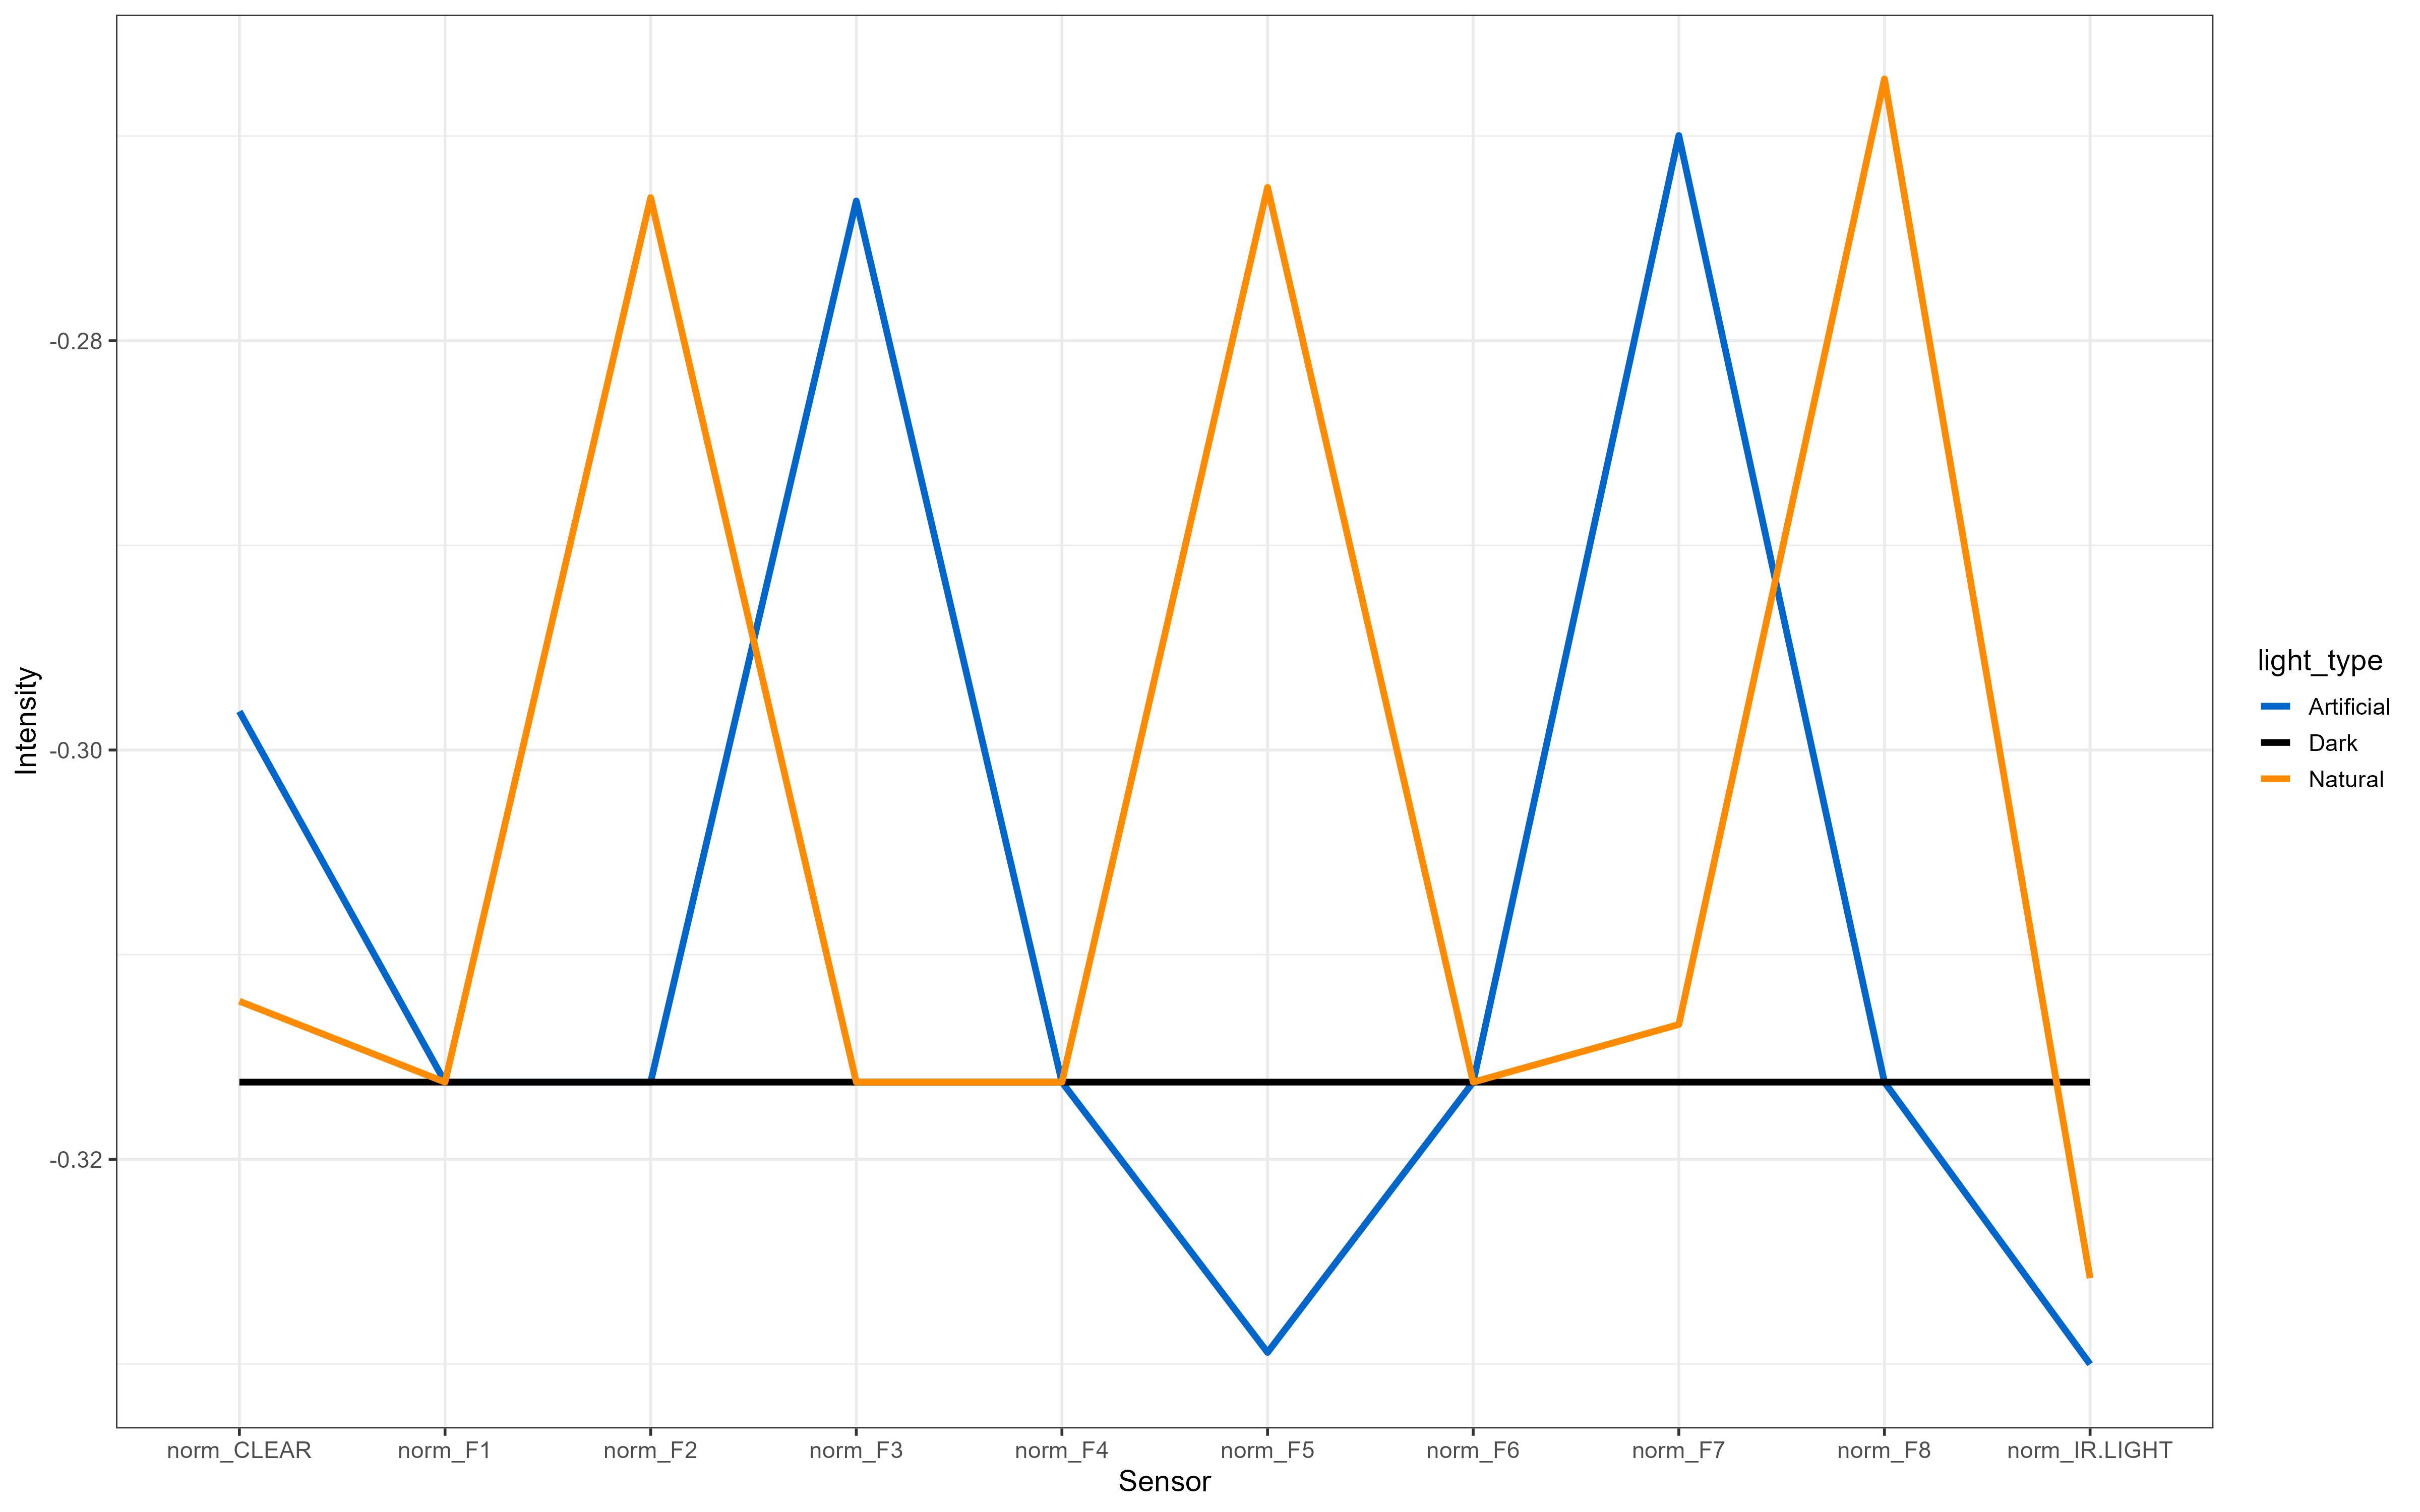 Intensity
-0.28
-0.30
-0.32
norm_CLEAR norm_F1 norm_F2 norm_F3 norm_F4 norm_F5 norm_F6 norm_F7 norm_F8 norm_IR.LIGHT
Sensor
light_type
Artificial
Dark
Natural